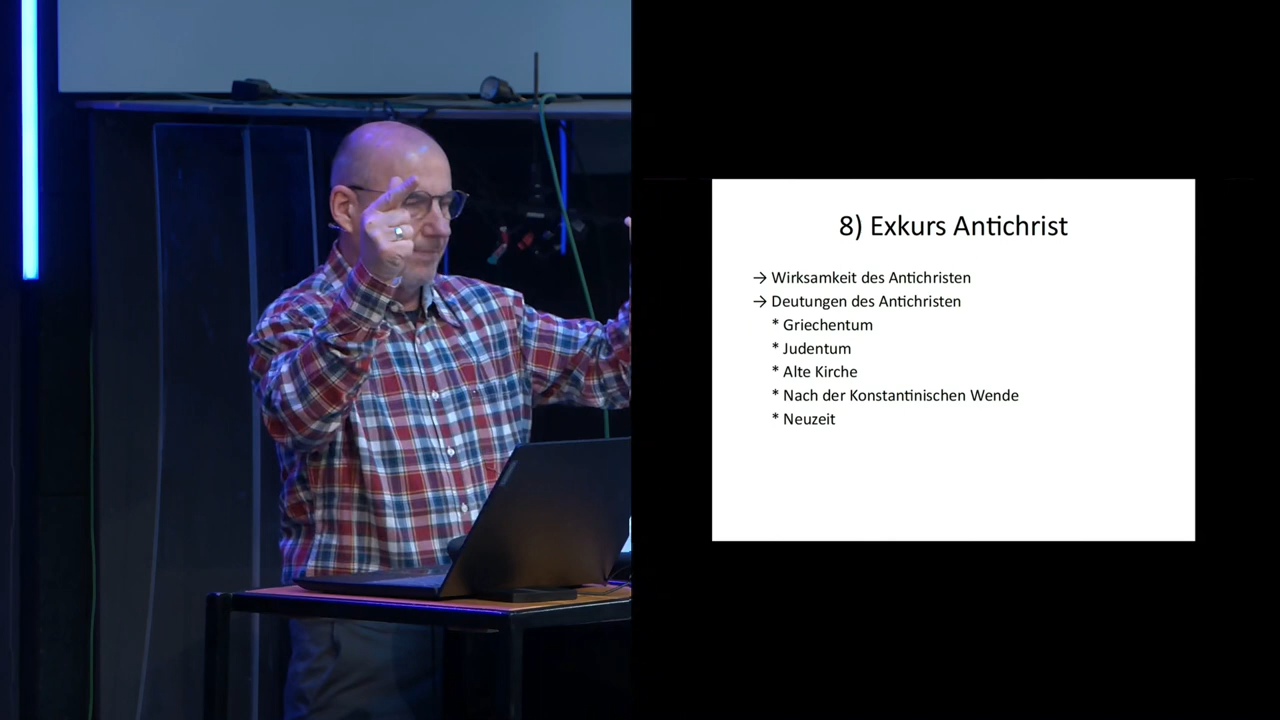 8) Exkurs Antichrist
→ Wirksamkeit des Antichristen
→ Deutungen des Antichristen
* Griechentum
* Judentum
* Alte Kirche
* Nach der Konstantinischen Wende
* Neuzeit